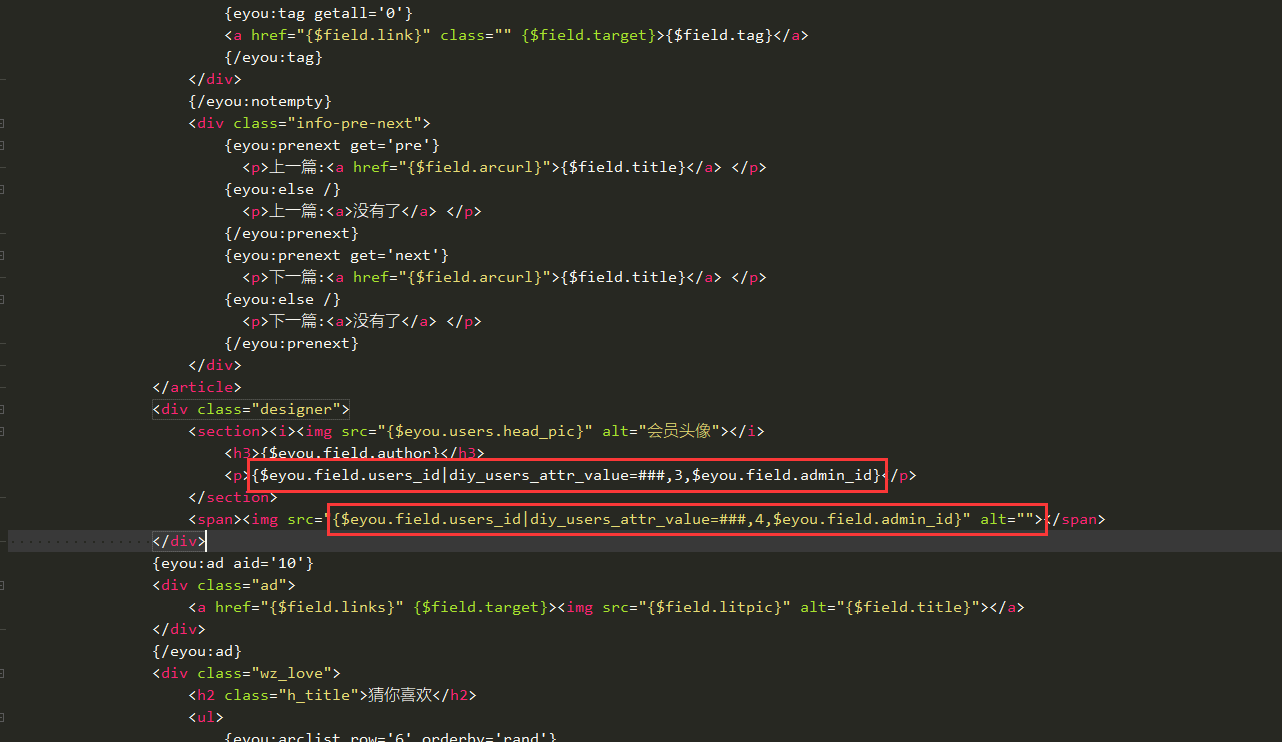 {eyou:tag getall='0'}
<a href="{$field.link}" class="" {$field.target}>{$field.tag}</a>
{/eyou:tag}
</div>
{/eyou:notempty}
<div class="info-pre-next">
{eyou:prenext get='pre'}
<p>上一篇:<a href="{$field.arcurl}">{$field.title}</a> </p>
{eyou:else /}
<p>上一篇:<a>没有了</a> </p>
{/eyou:prenext}
{eyou:prenext get='next'}
<p>下一篇:<a href="{$field.arcurl}">{$field.title}</a> </p>
{eyou:else /}
<p>下一篇:<a>没有了</a> </p>
{/eyou:prenext}
</div>
</article>
<div class="designer">
<section><i><img src="{$eyou.users.head_pic}" alt="会员头像"></i>
<h3>{$eyou.field.author}</h3>
<p>{$eyou.field.users_id|diy_users_attr_value=###,3,$eyou.field.admin_id}</p>
</section>
<span><img src="{$eyou.field.users_id|diy_users_attr_value=###,4,$eyou.field.admin_id}" alt=""></span>
</div>
{eyou:ad aid='10'}
<div class="ad">
<a href="{$field.links}" {$field.target}><img src="{$field.litpic}" alt="{$field.title}"></a>
</div>
{/eyou:ad}
<div class="wz_love">
<h2 class="h_title">猜你喜欢</h2>
<ul>
{eyou:arclist row='6' orderby='rand'}